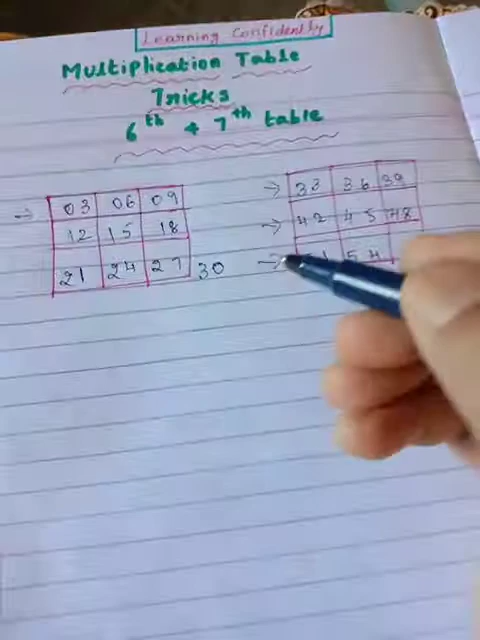 Learning Confidently
Multiplication Table
Tricks
6th & 7th table
→ 03 06 09
12 15 18
21 24 27 30
→ 33 36 39
→ 42 45 48
→ 54